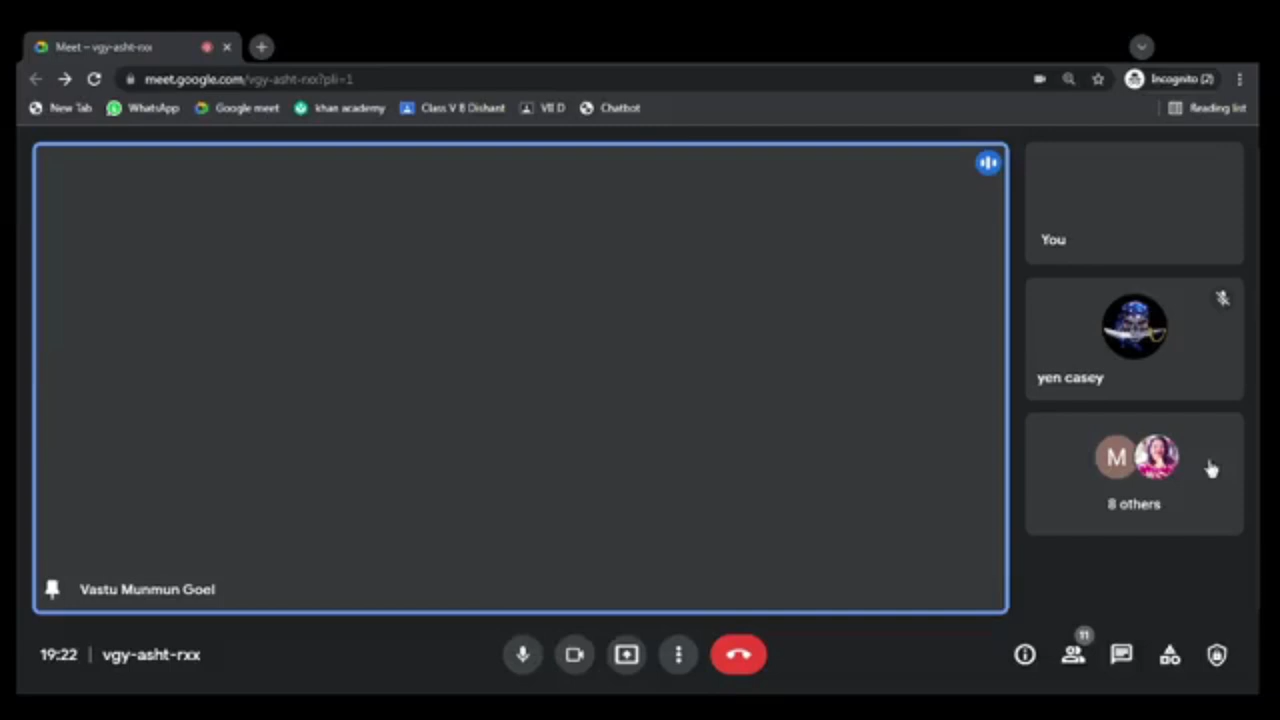 Meet – vgy-asht-rxx
meet.google.com/vgy-asht-rxx?pli=1
Incognito (2)
New Tab WhatsApp Google meet khan academy Class V B Dishant VII D Chatbot Reading list
You
yen casey
M
8 others
Vastu Munmun Goel
19:22 | vgy-asht-rxx
11